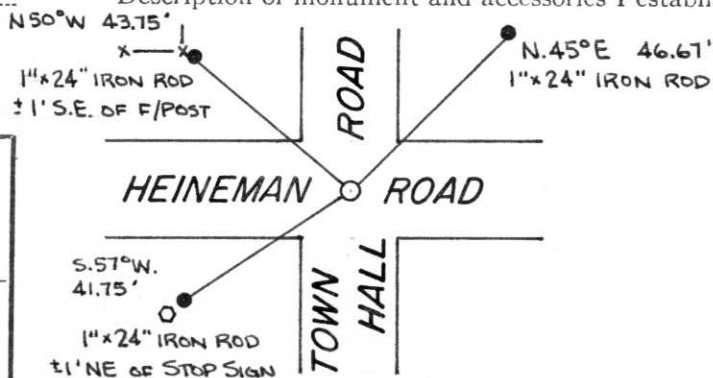 Description of monument and accessories I establi
N50°W 43.75'
1"x24" IRON ROD
±1' S.E. OF F/POST
N.45°E 46.67'
1"x24" IRON ROD
ROAD
HEINEMAN ROAD
S.57°W.
41.75'
1"x24" IRON ROD
±1' NE OF STOP SIGN
TOWN
HALL